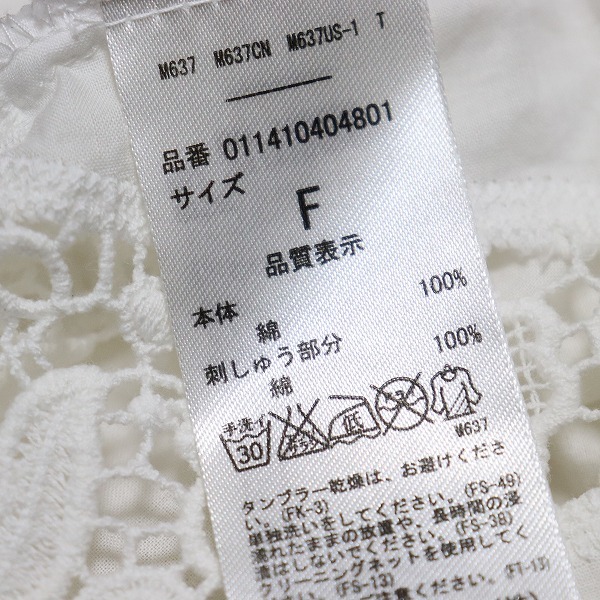 M637 M637CN M637US-1 T
品番 011410404801
サイズ
F
品質表示
本体
綿 100%
刺しゅう部分
綿 100%
手洗イ
30
低
M637
タンブラー乾燥は、お避けくださ
い。(FK-3)
単独洗いをしてください。(FS-49)
濡れたままの放置や、長時間の浸
漬はしないでください。(FS-38)
クリーニングネットを使用してく
(FS-13)
(FT-13)